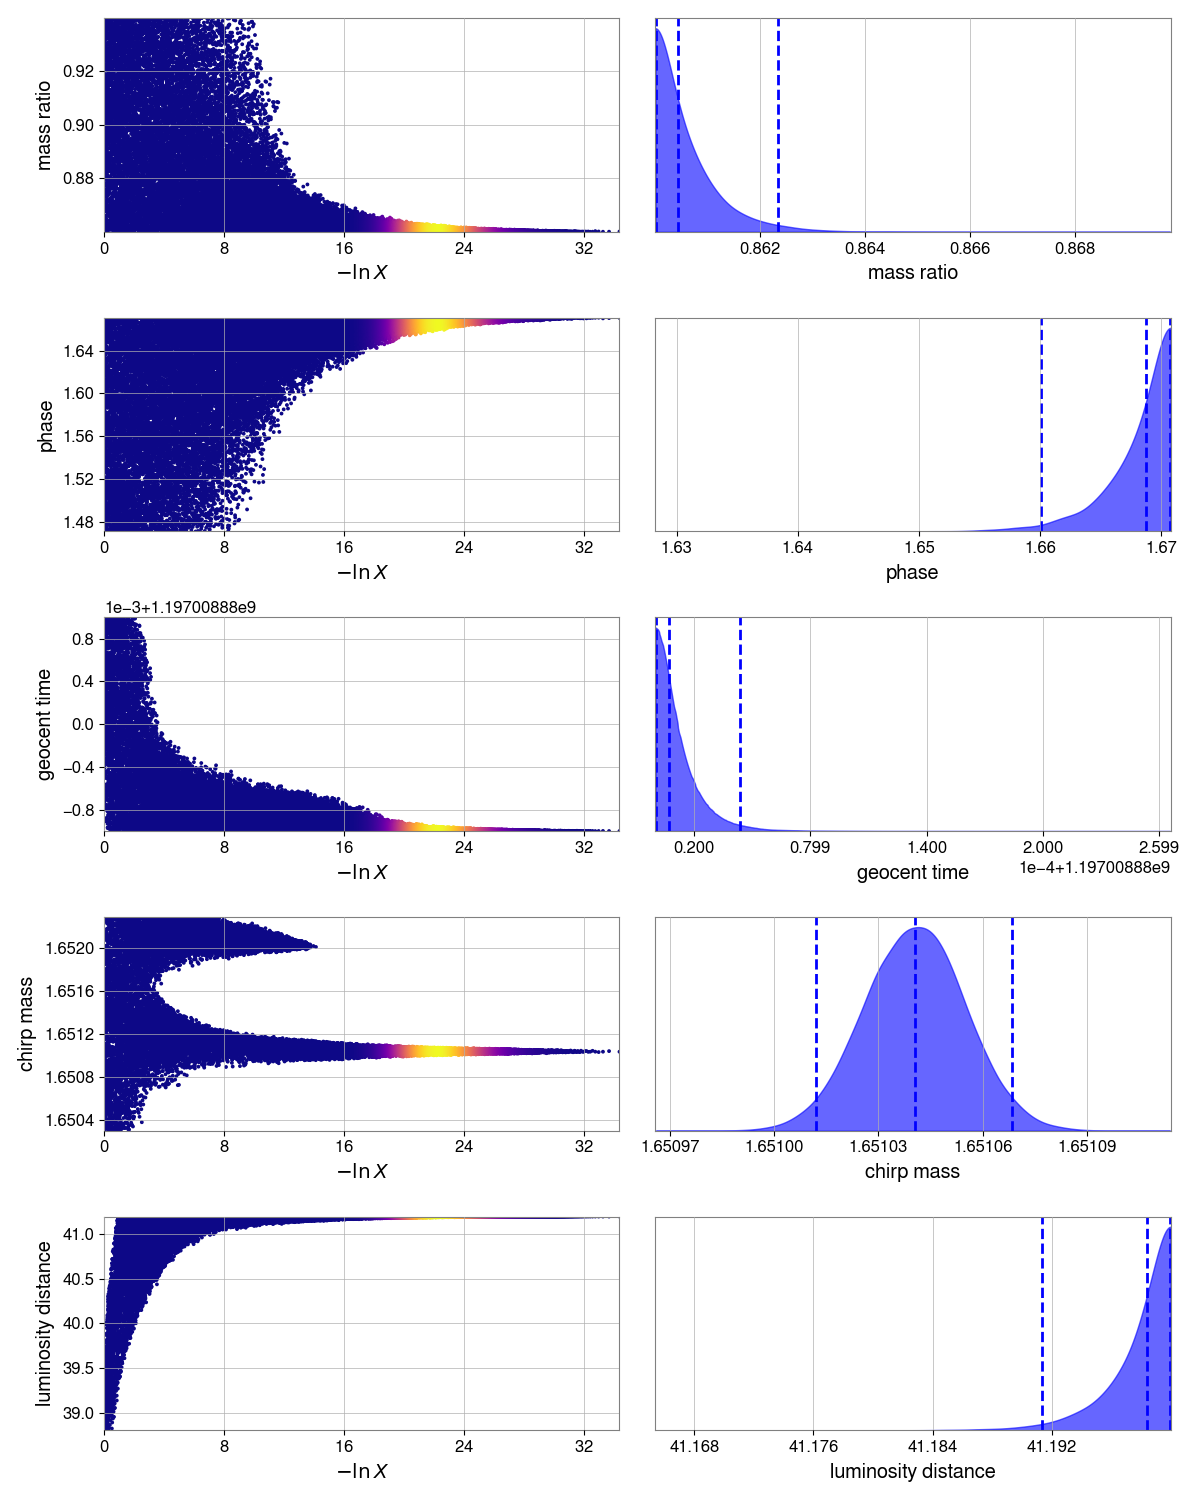 0.92
0.90
0.88
mass ratio
0 8 16 24 32
−ln X
0.862 0.864 0.866 0.868
mass ratio
1.64
1.60
1.56
1.52
1.48
phase
0 8 16 24 32
−ln X
1.63 1.64 1.65 1.66 1.67
phase
1e−3+1.19700888e9
0.8
0.4
0.0
−0.4
−0.8
geocent time
0 8 16 24 32
−ln X
0.200 0.799 1.400 2.000 2.599
1e−4+1.19700888e9
geocent time
1.6520
1.6516
1.6512
1.6508
1.6504
chirp mass
0 8 16 24 32
−ln X
1.65097 1.65100 1.65103 1.65106 1.65109
chirp mass
41.0
40.5
40.0
39.5
39.0
luminosity distance
0 8 16 24 32
−ln X
41.168 41.176 41.184 41.192
luminosity distance